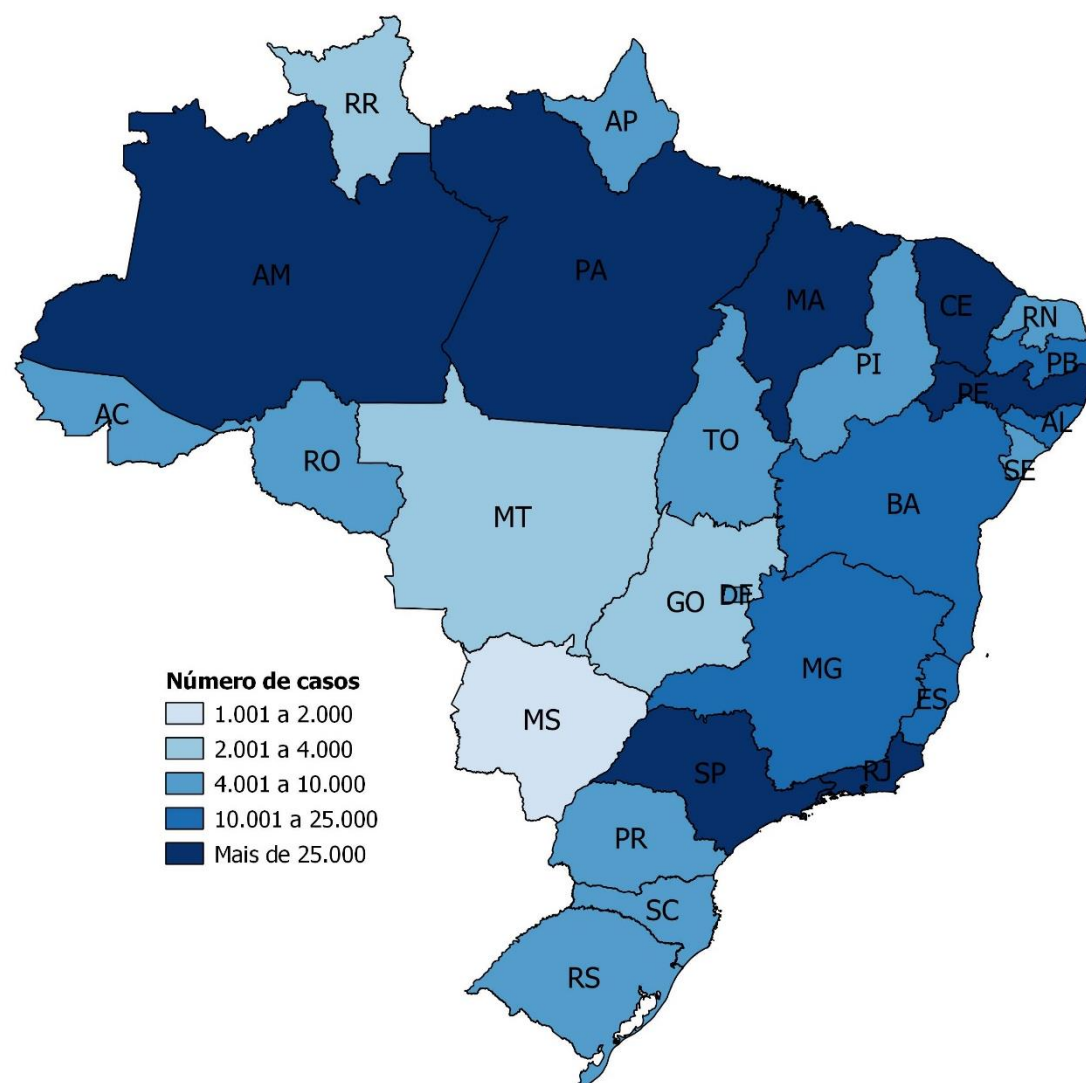 RR
AP
AM
PA
MA
CE
RN
PB
PI
PE
AL
AC
SE
TO
RO
BA
MT
GO
DF
MG
ES
MS
SP
RJ
PR
SC
RS
Número de casos
1.001 a 2.000
2.001 a 4.000
4.001 a 10.000
10.001 a 25.000
Mais de 25.000